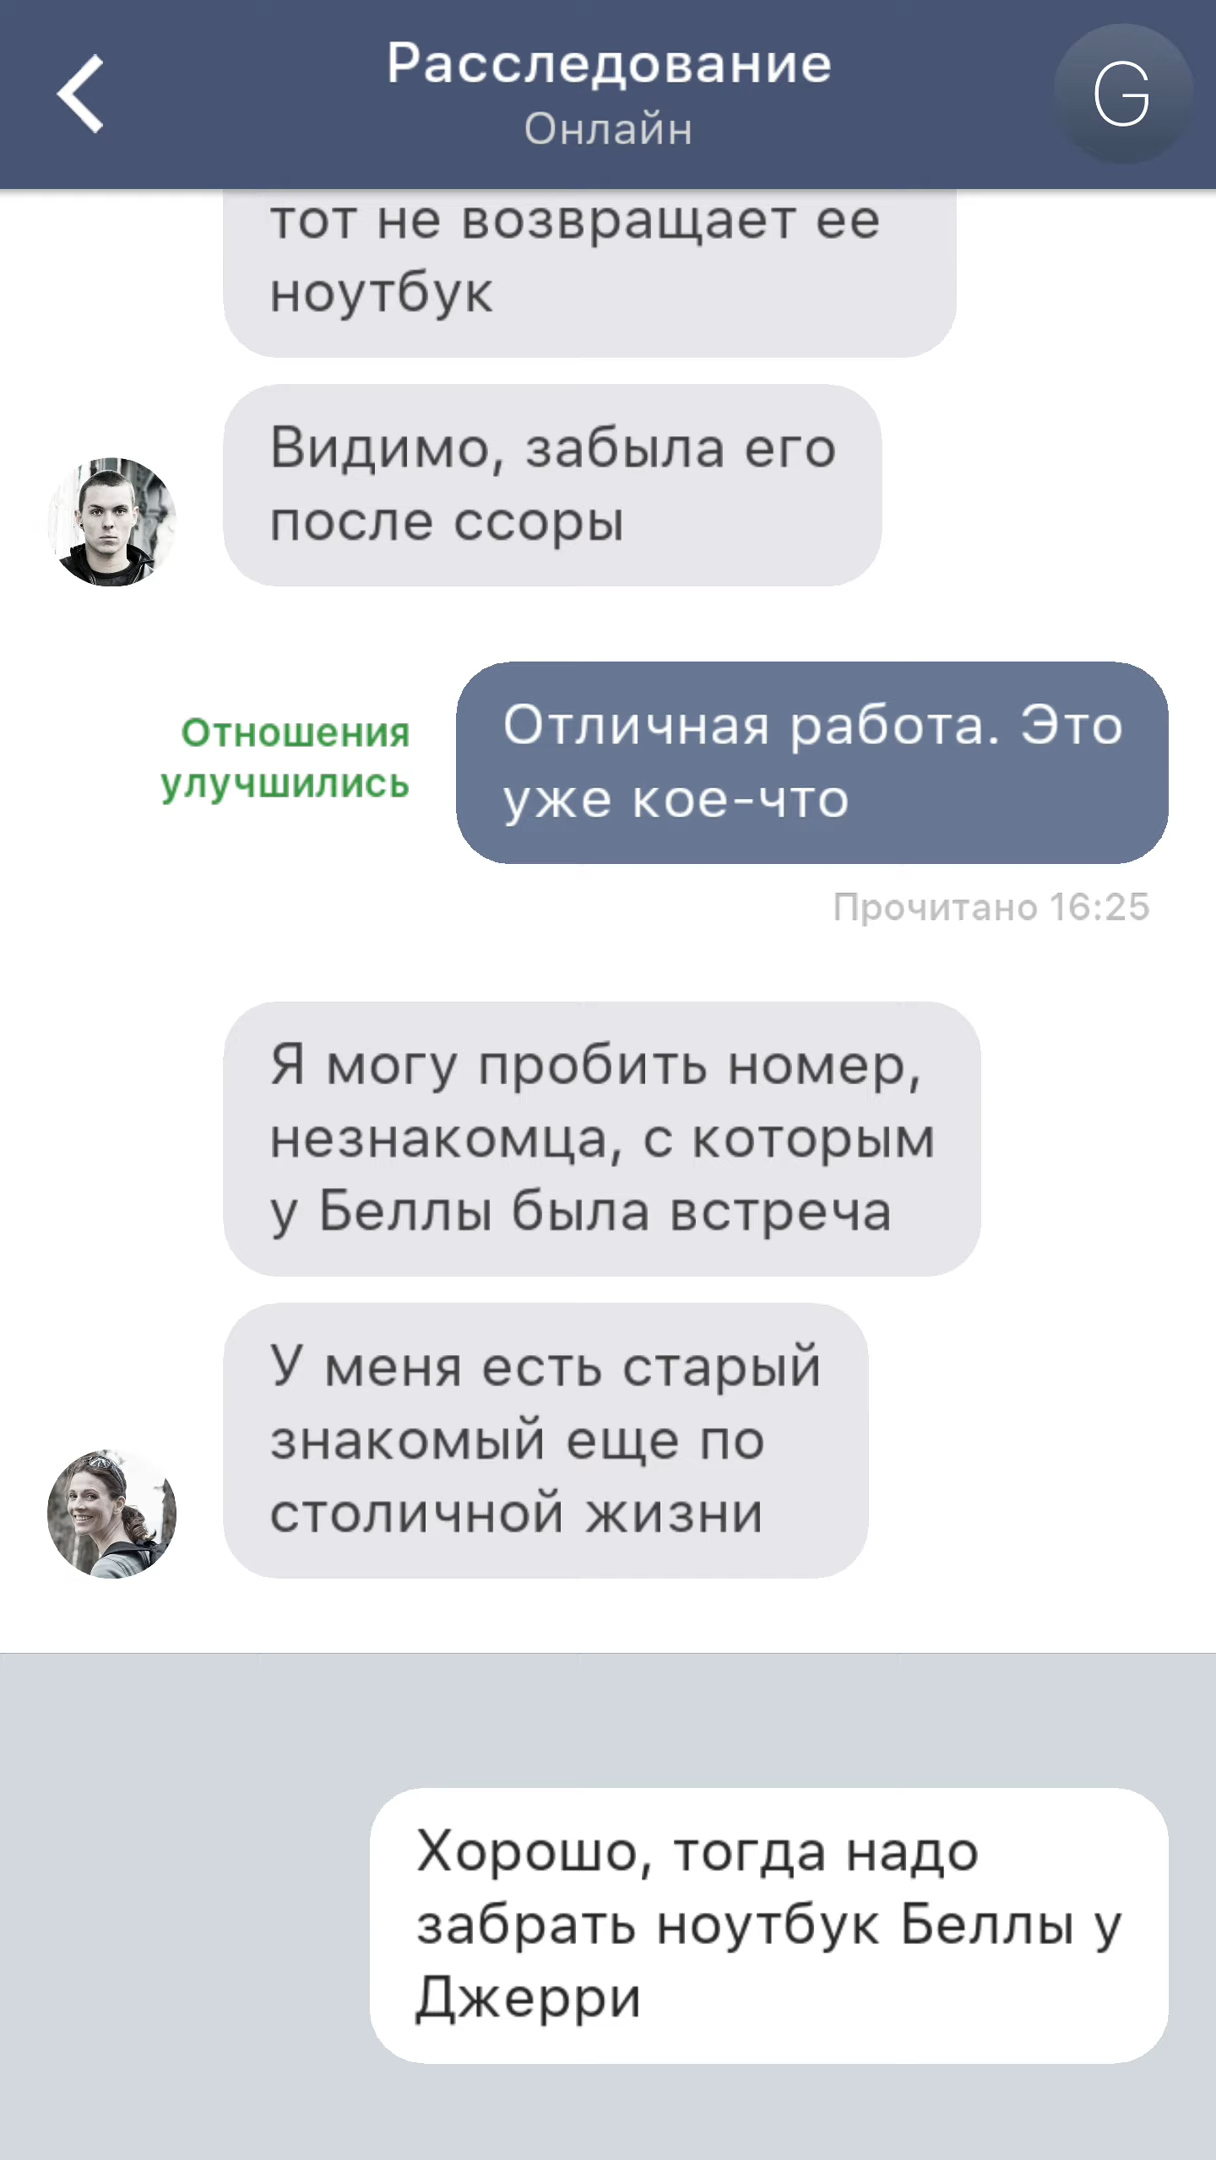 Расследование
Онлайн
G
тот не возвращает ее
ноутбук
Видимо, забыла его
после ссоры
Отношения
улучшились
Отличная работа. Это
уже кое-что
Прочитано 16:25
Я могу пробить номер,
незнакомца, с которым
у Беллы была встреча
У меня есть старый
знакомый еще по
столичной жизни
Хорошо, тогда надо
забрать ноутбук Беллы у
Джерри